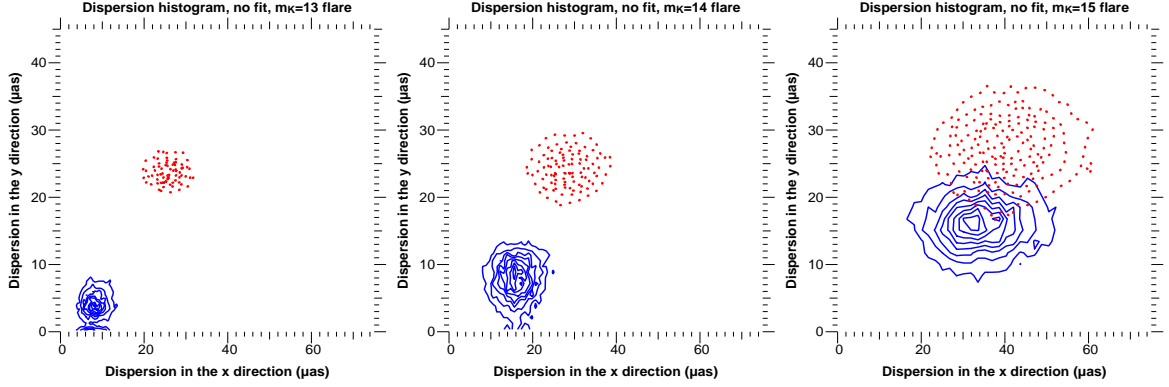 Dispersion histogram, no fit, mK=13 flare
Dispersion in the y direction (µas)
40
30
20
10
0
0 20 40 60
Dispersion in the x direction (µas)
Dispersion histogram, no fit, mK=14 flare
Dispersion in the y direction (µas)
40
30
20
10
0
0 20 40 60
Dispersion in the x direction (µas)
Dispersion histogram, no fit, mK=15 flare
Dispersion in the y direction (µas)
40
30
20
10
0
0 20 40 60
Dispersion in the x direction (µas)